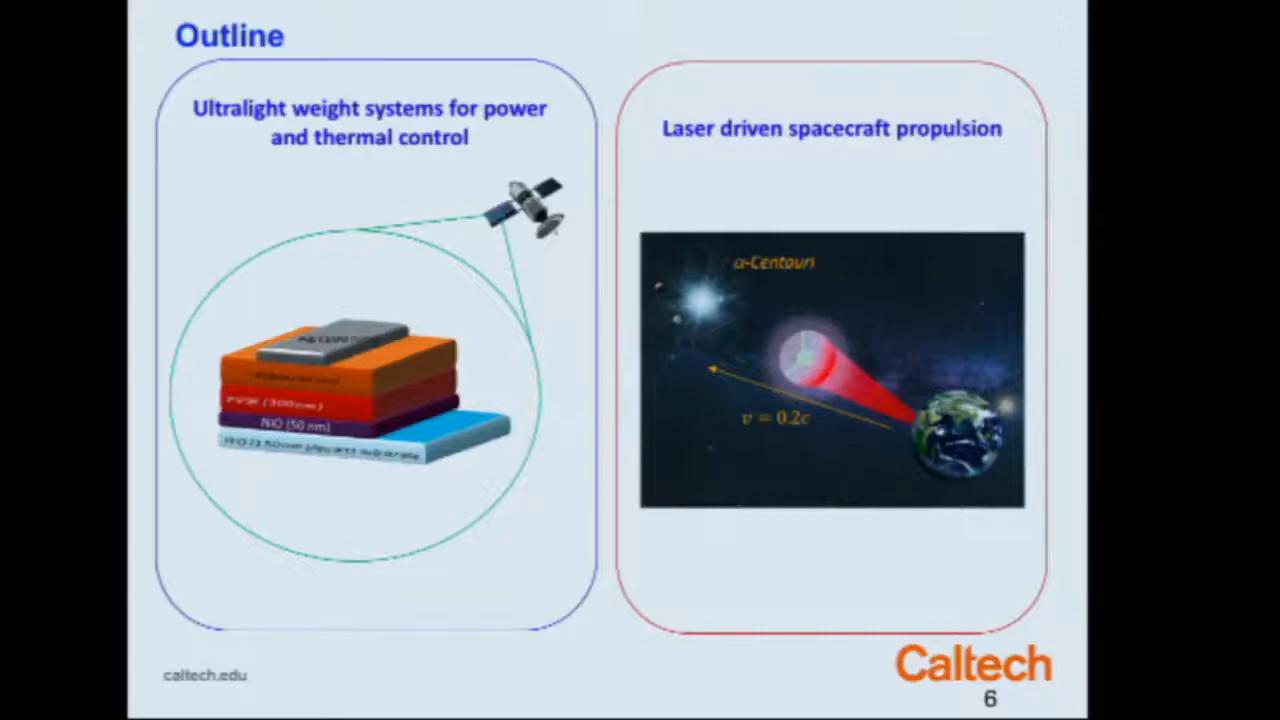 Outline
Ultralight weight systems for power
and thermal control
Laser driven spacecraft propulsion
α-Centauri
v = 0.2c
NiO (50 nm)
caltech.edu
Caltech
6